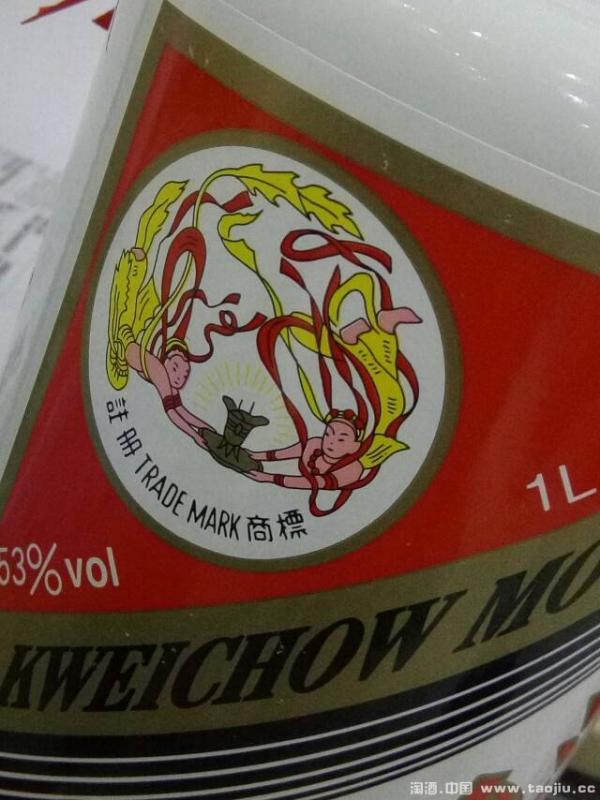 註冊 TRADE MARK 商標
1L
53%vol
KWEICHOW MO
淘酒.中国 www.taojiu.cc